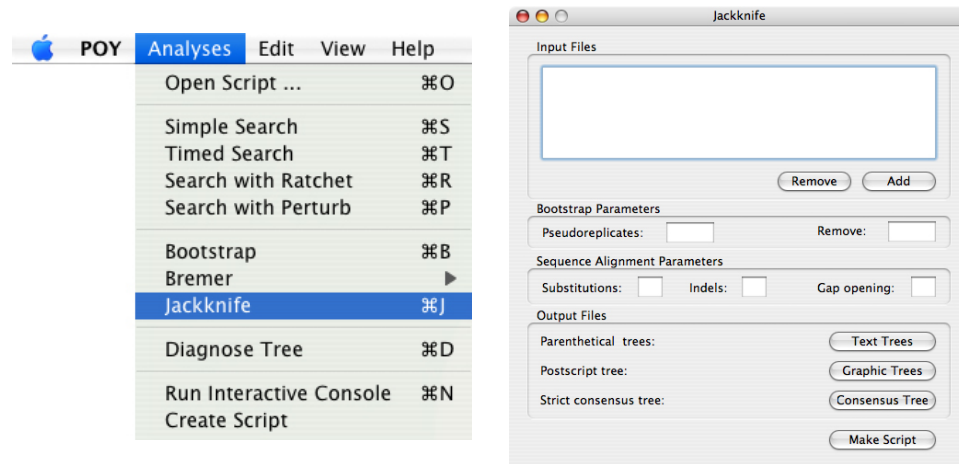 POY Analyses Edit View Help
Open Script ... ⌘O
Simple Search ⌘S
Timed Search ⌘T
Search with Ratchet ⌘R
Search with Perturb ⌘P
Bootstrap ⌘B
Bremer
Jackknife ⌘J
Diagnose Tree ⌘D
Run Interactive Console ⌘N
Create Script
Jackknife
Input Files
Remove Add
Bootstrap Parameters
Pseudoreplicates: Remove:
Sequence Alignment Parameters
Substitutions: Indels: Gap opening:
Output Files
Parenthetical trees: Text Trees
Postscript tree: Graphic Trees
Strict consensus tree: Consensus Tree
Make Script